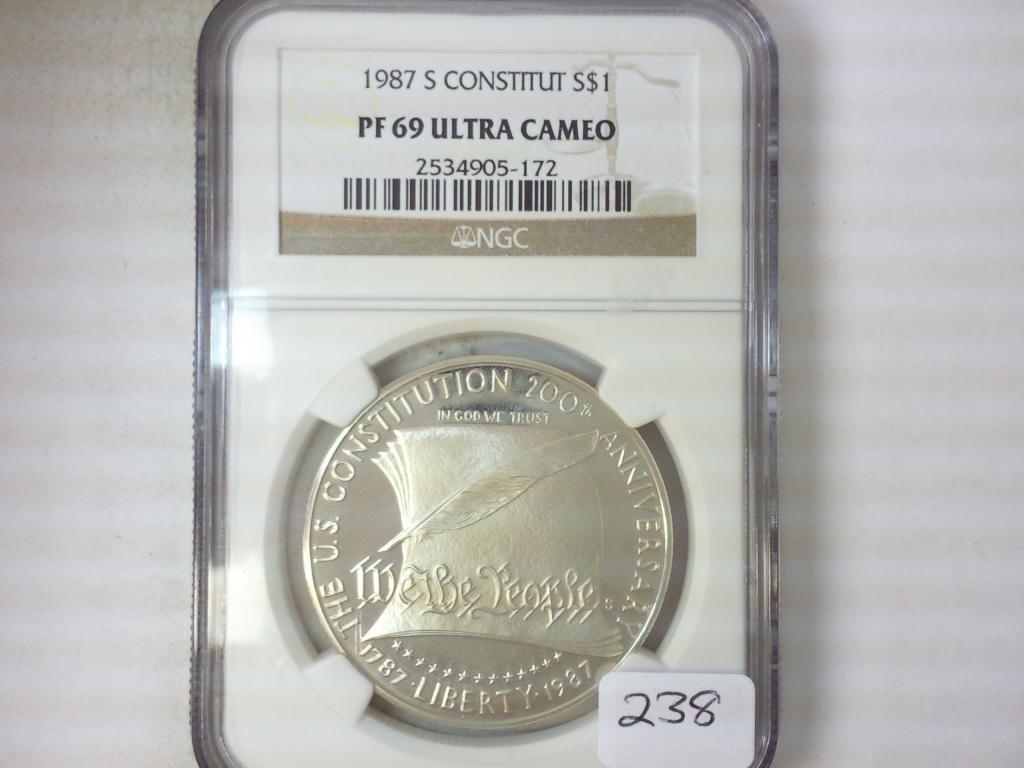 1987 S CONSTITUT S$1
PF 69 ULTRA CAMEO
2534905-172
NGC
THE U.S. CONSTITUTION 200th ANNIVERSARY
IN GOD WE TRUST
We the People
S
1787 · LIBERTY · 1987
238